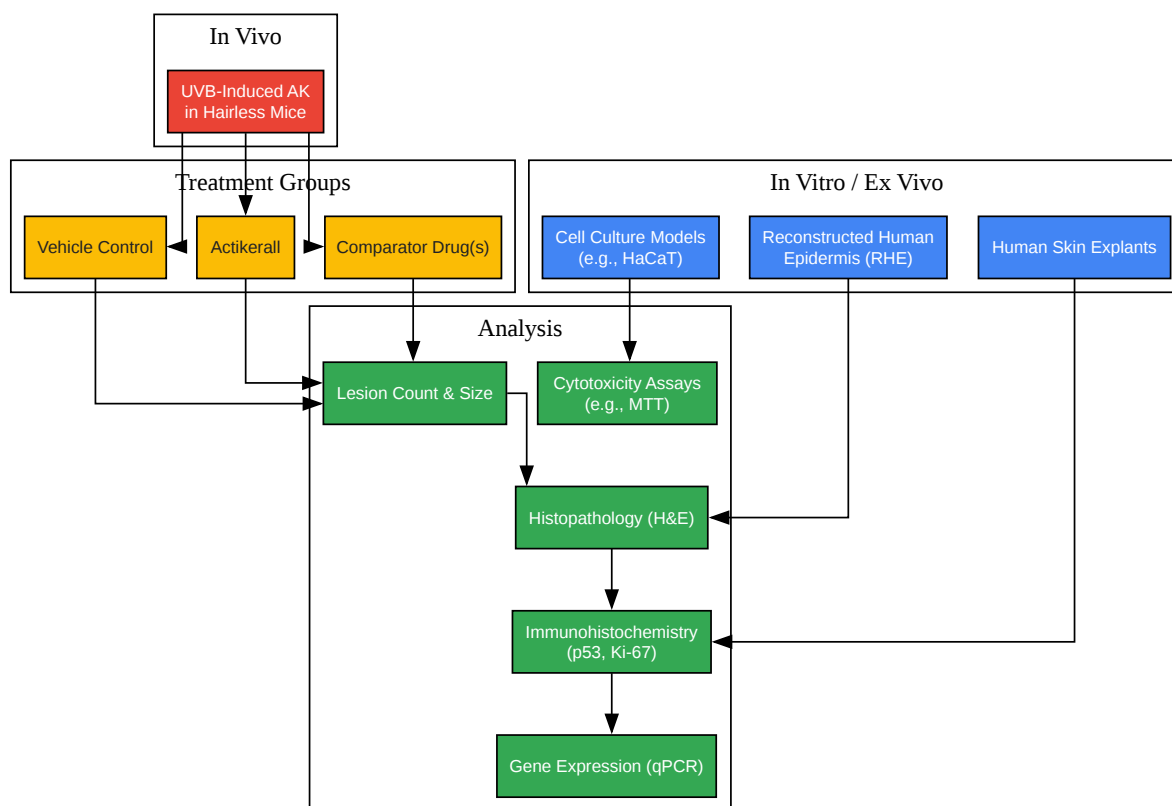 In Vivo
UVB-Induced AK
in Hairless Mice
Treatment Groups
Vehicle Control
Actikerall
Comparator Drug(s)
In Vitro / Ex Vivo
Cell Culture Models
(e.g., HaCaT)
Reconstructed Human
Epidermis (RHE)
Human Skin Explants
Analysis
Lesion Count & Size
Cytotoxicity Assays
(e.g., MTT)
Histopathology (H&E)
Immunohistochemistry
(p53, Ki-67)
Gene Expression (qPCR)